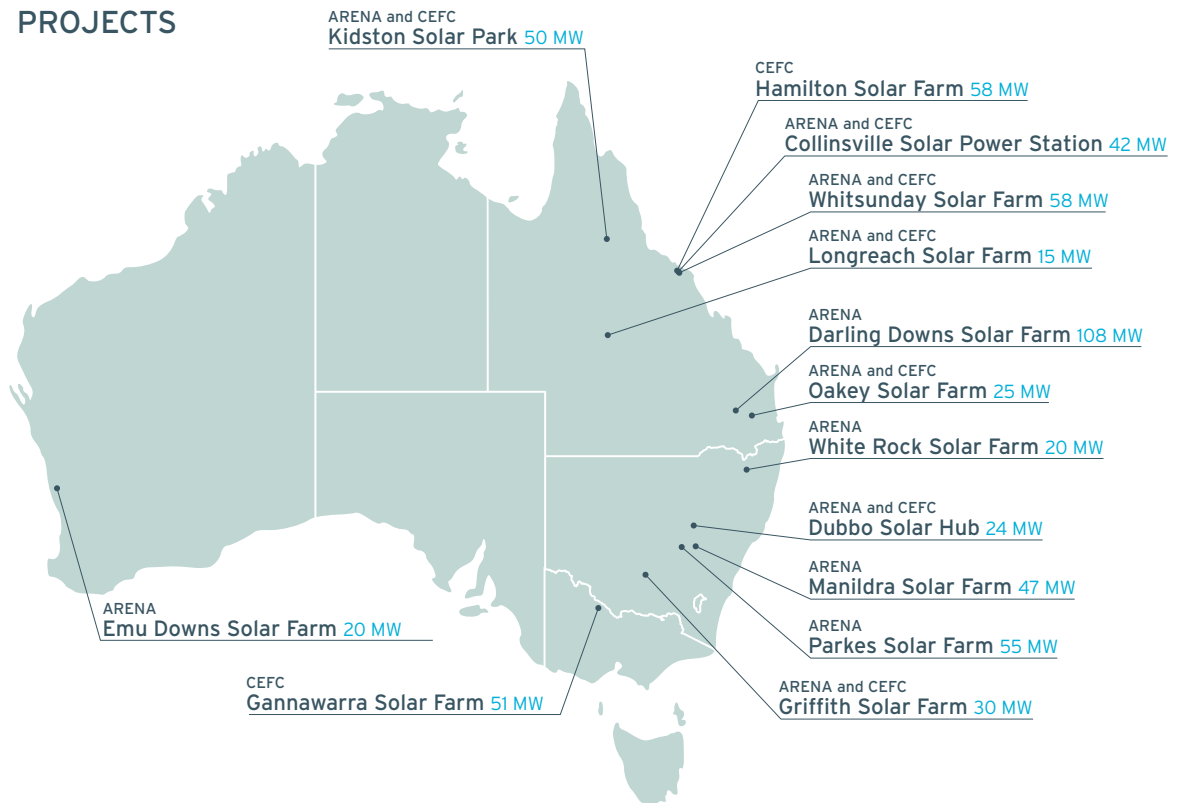 PROJECTS
ARENA and CEFC
Kidston Solar Park 50 MW
CEFC
Hamilton Solar Farm 58 MW
ARENA and CEFC
Collinsville Solar Power Station 42 MW
ARENA and CEFC
Whitsunday Solar Farm 58 MW
ARENA and CEFC
Longreach Solar Farm 15 MW
ARENA
Darling Downs Solar Farm 108 MW
ARENA and CEFC
Oakey Solar Farm 25 MW
ARENA
White Rock Solar Farm 20 MW
ARENA and CEFC
Dubbo Solar Hub 24 MW
ARENA
Manildra Solar Farm 47 MW
ARENA
Parkes Solar Farm 55 MW
ARENA and CEFC
Griffith Solar Farm 30 MW
ARENA
Emu Downs Solar Farm 20 MW
CEFC
Gannawarra Solar Farm 51 MW